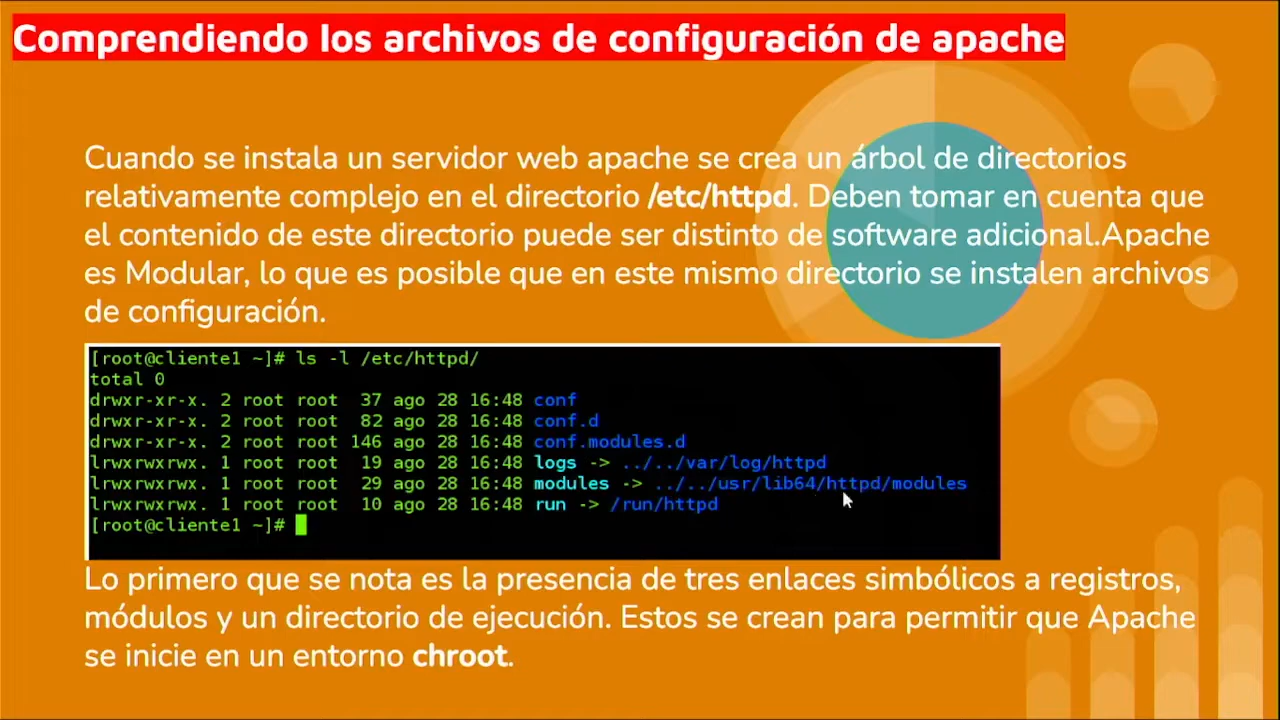 Comprendiendo los archivos de configuración de apache
Cuando se instala un servidor web apache se crea un árbol de directorios
relativamente complejo en el directorio /etc/httpd. Deben tomar en cuenta que
el contenido de este directorio puede ser distinto de software adicional.Apache
es Modular, lo que es posible que en este mismo directorio se instalen archivos
de configuración.
[root@cliente1 ~]# ls -l /etc/httpd/
total 0
drwxr-xr-x. 2 root root  37 ago 28 16:48 conf
drwxr-xr-x. 2 root root  82 ago 28 16:48 conf.d
drwxr-xr-x. 2 root root 146 ago 28 16:48 conf.modules.d
lrwxrwxrwx. 1 root root  19 ago 28 16:48 logs -> ../../var/log/httpd
lrwxrwxrwx. 1 root root  29 ago 28 16:48 modules -> ../../usr/lib64/httpd/modules
lrwxrwxrwx. 1 root root  10 ago 28 16:48 run -> /run/httpd
[root@cliente1 ~]#
Lo primero que se nota es la presencia de tres enlaces simbólicos a registros,
módulos y un directorio de ejecución. Estos se crean para permitir que Apache
se inicie en un entorno chroot.